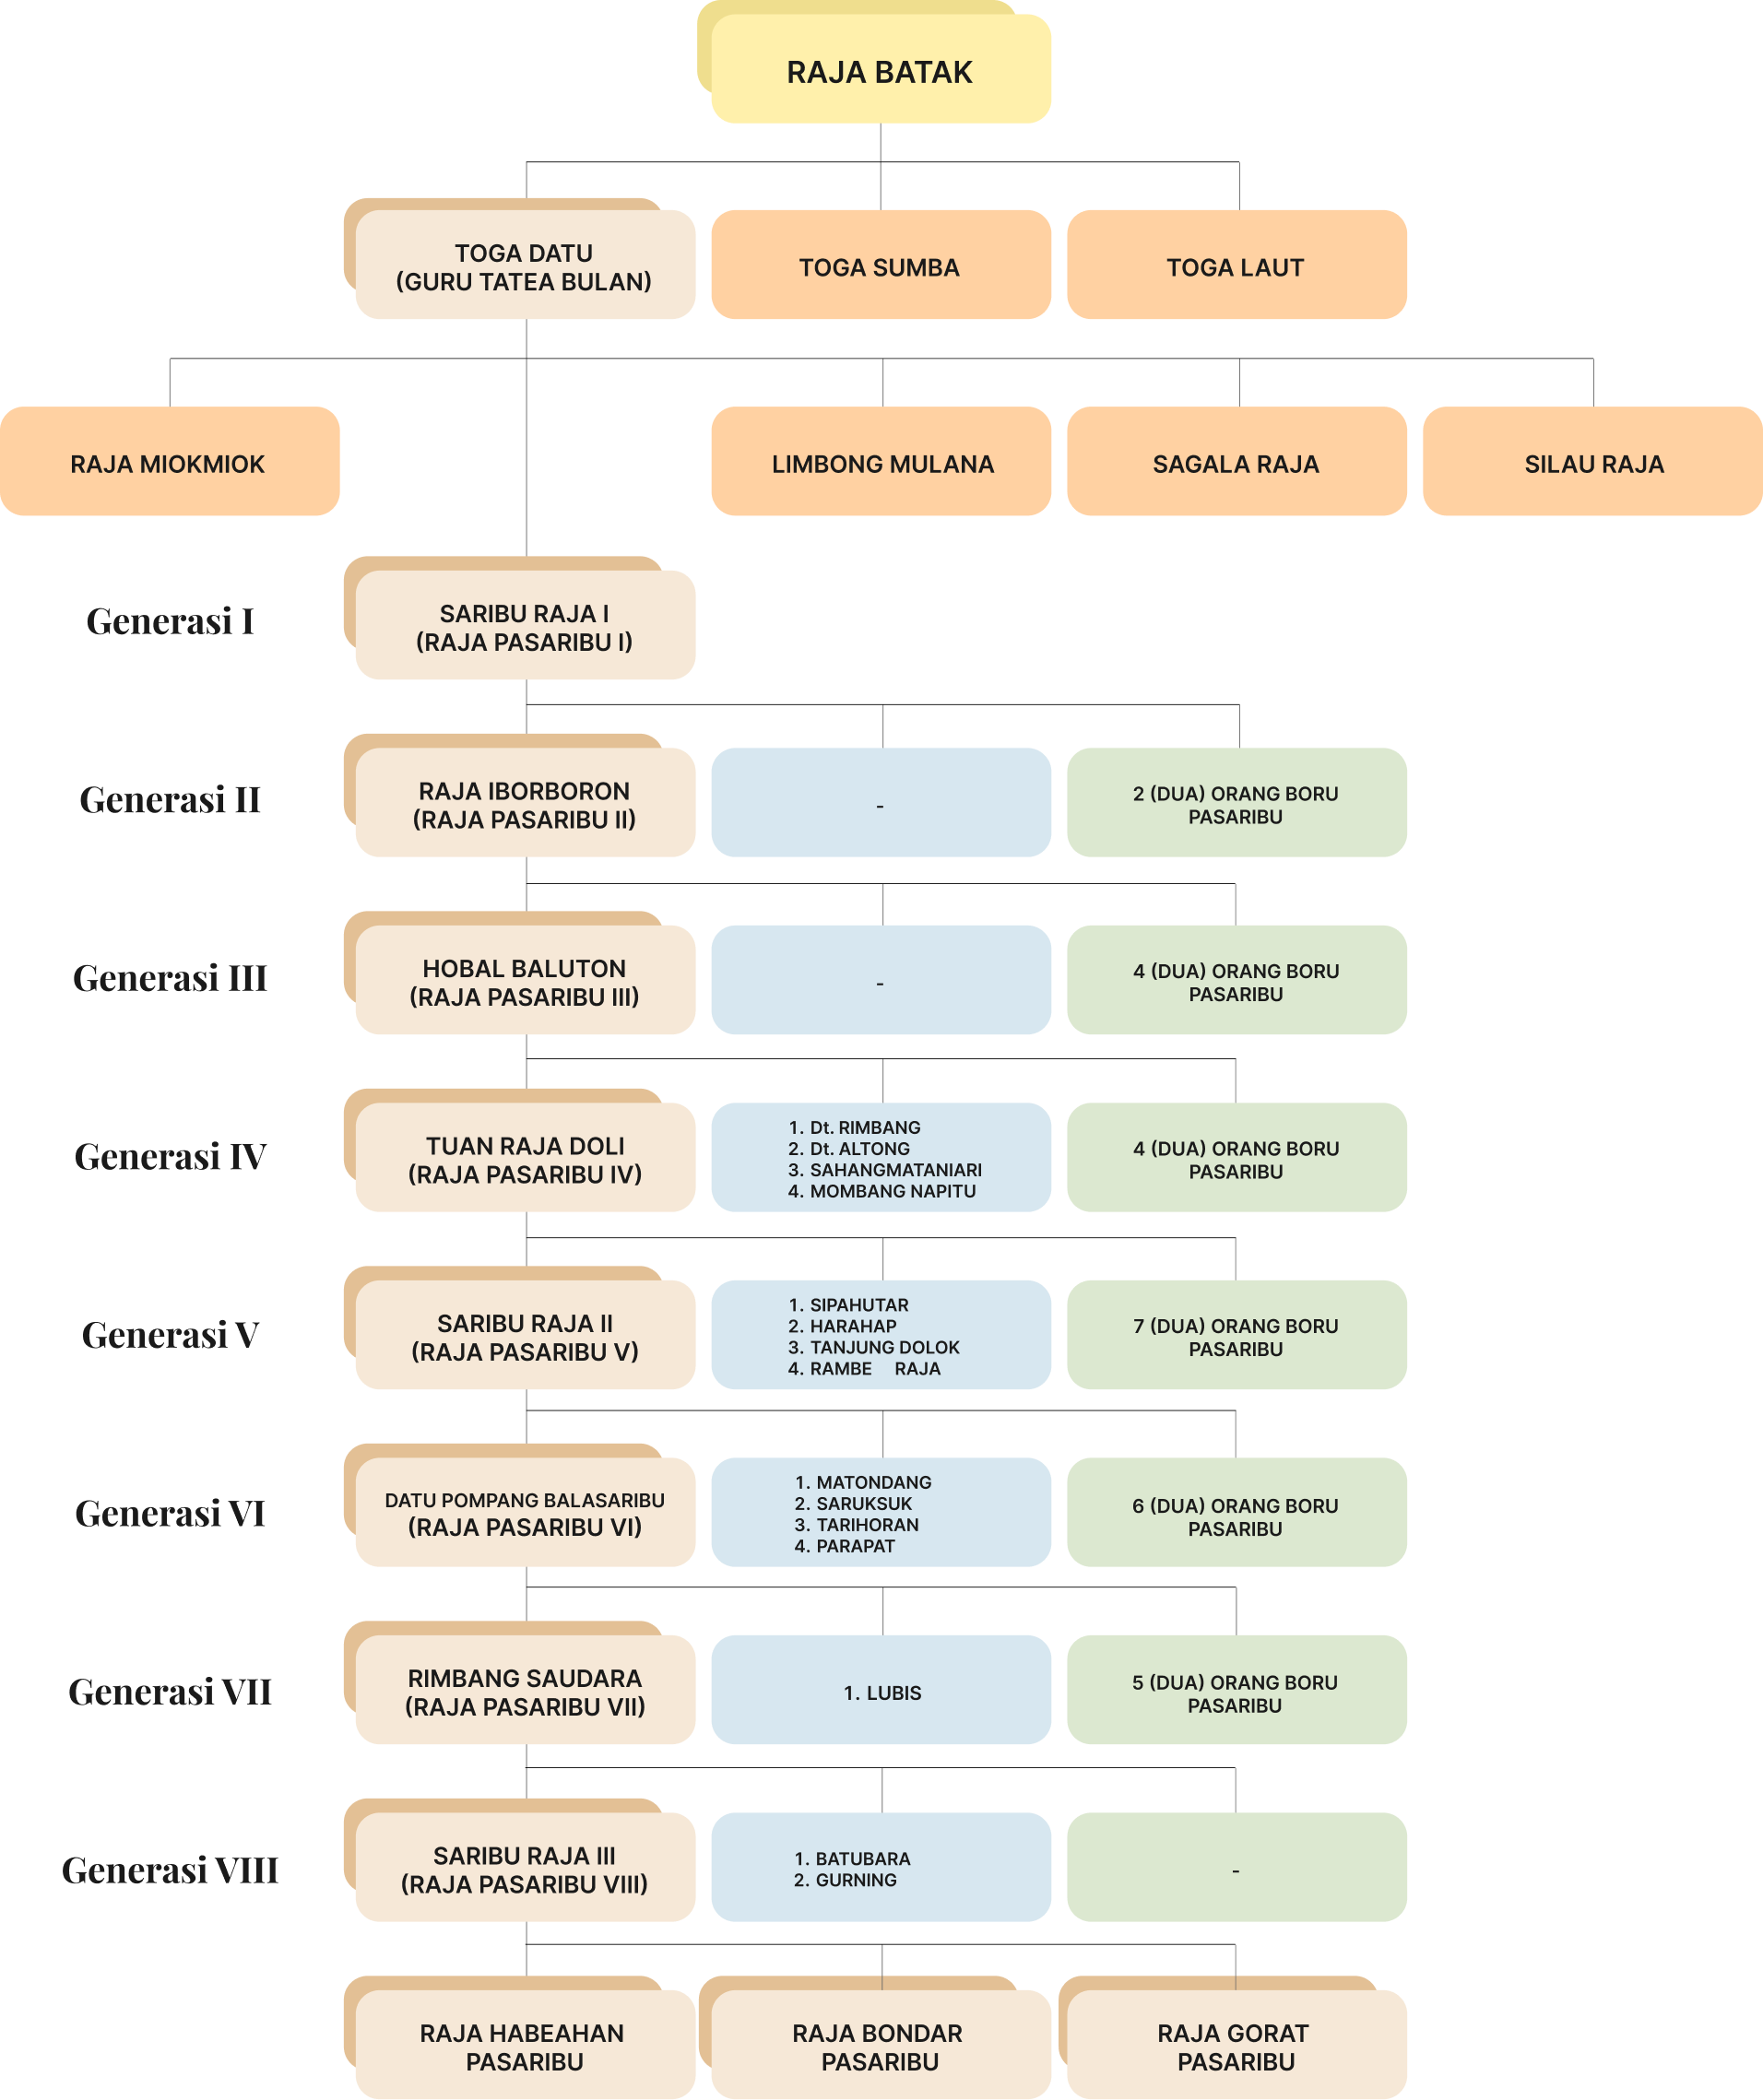 RAJA BATAK
TOGA DATU
(GURU TATEA BULAN)
TOGA SUMBA
TOGA LAUT
RAJA MIOKMIOK
LIMBONG MULANA
SAGALA RAJA
SILAU RAJA
Generasi I
SARIBU RAJA I
(RAJA PASARIBU I)
Generasi II
RAJA IBORBORON
(RAJA PASARIBU II)
-
2 (DUA) ORANG BORU
PASARIBU
Generasi III
HOBAL BALUTON
(RAJA PASARIBU III)
-
4 (DUA) ORANG BORU
PASARIBU
Generasi IV
TUAN RAJA DOLI
(RAJA PASARIBU IV)
1. Dt. RIMBANG
2. Dt. ALTONG
3. SAHANGMATANIARI
4. MOMBANG NAPITU
4 (DUA) ORANG BORU
PASARIBU
Generasi V
SARIBU RAJA II
(RAJA PASARIBU V)
1. SIPAHUTAR
2. HARAHAP
3. TANJUNG DOLOK
4. RAMBE RAJA
7 (DUA) ORANG BORU
PASARIBU
Generasi VI
DATU POMPANG BALASARIBU
(RAJA PASARIBU VI)
1. MATONDANG
2. SARUKSUK
3. TARIHORAN
4. PARAPAT
6 (DUA) ORANG BORU
PASARIBU
Generasi VII
RIMBANG SAUDARA
(RAJA PASARIBU VII)
1. LUBIS
5 (DUA) ORANG BORU
PASARIBU
Generasi VIII
SARIBU RAJA III
(RAJA PASARIBU VIII)
1. BATUBARA
2. GURNING
-
RAJA HABEAHAN
PASARIBU
RAJA BONDAR
PASARIBU
RAJA GORAT
PASARIBU